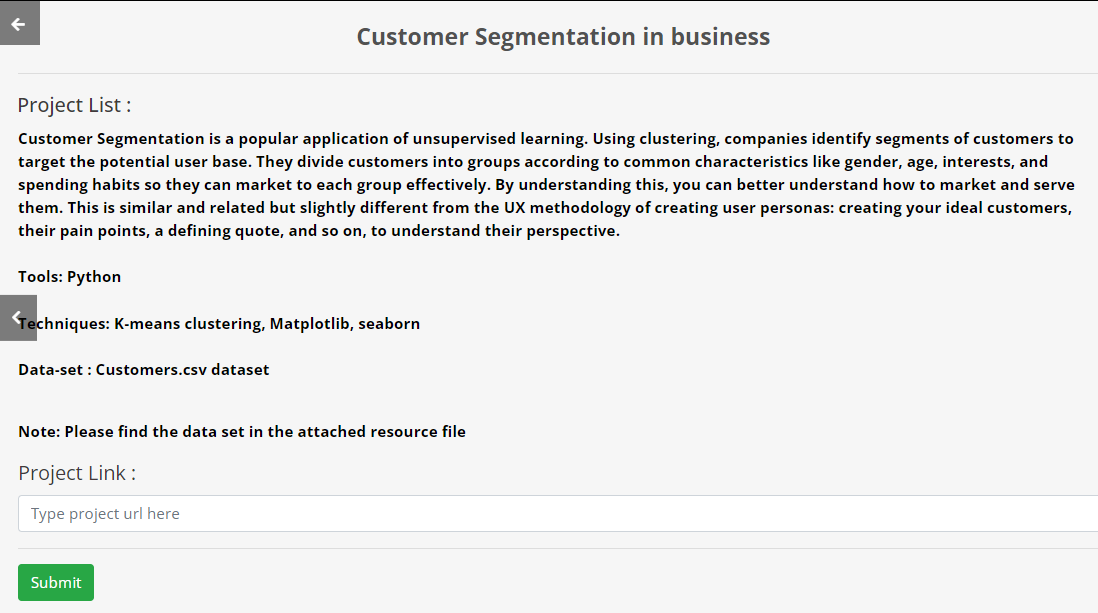 Customer Segmentation in business
Project List :
Customer Segmentation is a popular application of unsupervised learning. Using clustering, companies identify segments of customers to
target the potential user base. They divide customers into groups according to common characteristics like gender, age, interests, and
spending habits so they can market to each group effectively. By understanding this, you can better understand how to market and serve
them. This is similar and related but slightly different from the UX methodology of creating user personas: creating your ideal customers,
their pain points, a defining quote, and so on, to understand their perspective.
Tools: Python
Techniques: K-means clustering, Matplotlib, seaborn
Data-set : Customers.csv dataset
Note: Please find the data set in the attached resource file
Project Link :
Type project url here
Submit